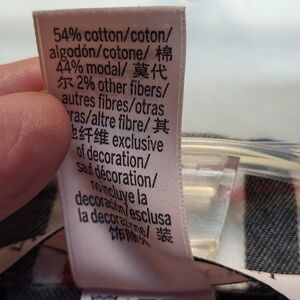 54% cotton/coton/
algodón/cotone/ 棉
44% modal/ 莫代
尔 2% other fibers/
autres fibres/otras
ras/altre fibre/ 其
纤维 exclusive
of decoration/
sauf décoration/
no incluye la
decoración/esclusa
la decorazione/ 装
饰除外